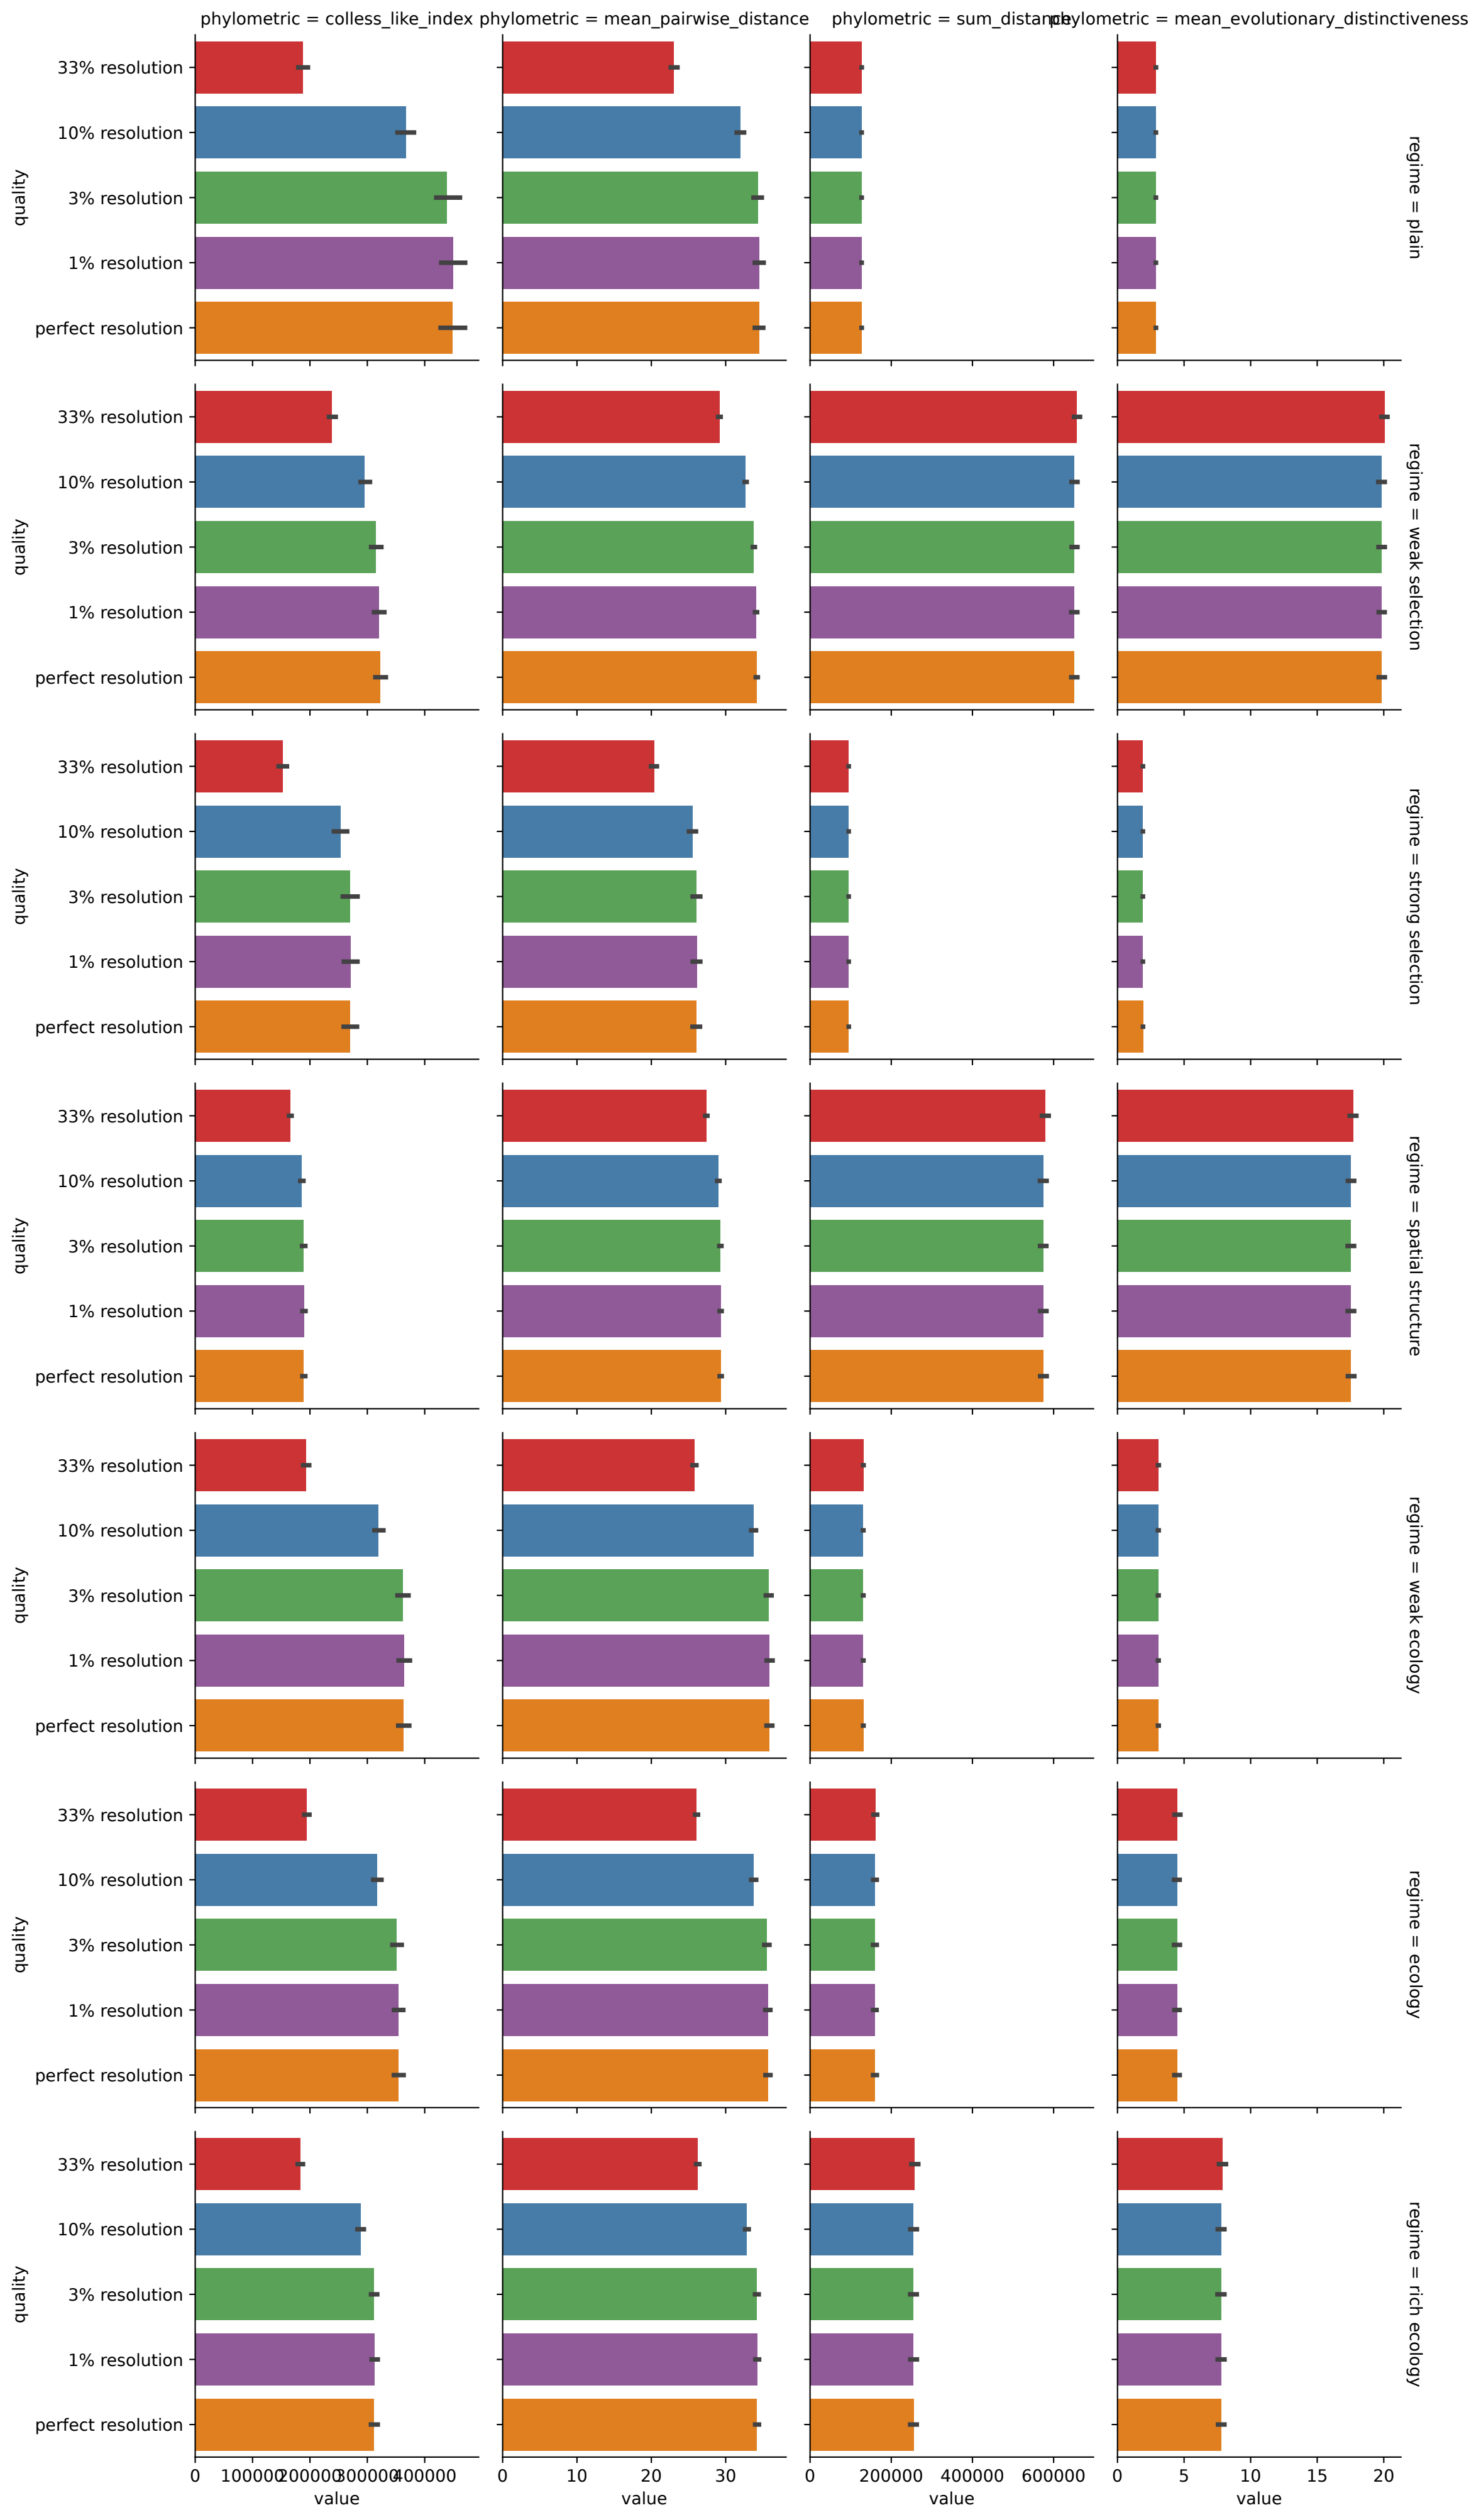 phylometric = colless_like_index
phylometric = mean_pairwise_distance
phylometric = sum_distance
phylometric = mean_evolutionary_distinctiveness
33% resolution
10% resolution
3% resolution
1% resolution
perfect resolution
quality
regime = plain
33% resolution
10% resolution
3% resolution
1% resolution
perfect resolution
quality
regime = weak selection
33% resolution
10% resolution
3% resolution
1% resolution
perfect resolution
quality
regime = strong selection
33% resolution
10% resolution
3% resolution
1% resolution
perfect resolution
quality
regime = spatial structure
33% resolution
10% resolution
3% resolution
1% resolution
perfect resolution
quality
regime = weak ecology
33% resolution
10% resolution
3% resolution
1% resolution
perfect resolution
quality
regime = ecology
33% resolution
10% resolution
3% resolution
1% resolution
perfect resolution
quality
regime = rich ecology
0 100000 200000 300000 400000
0 10 20 30
0 200000 400000 600000
0 5 10 15 20
value
value
value
value